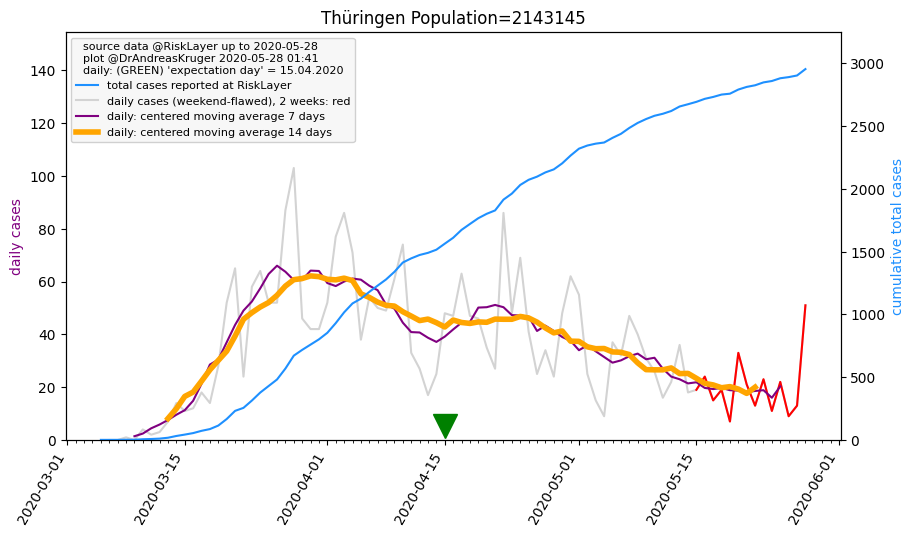 Thüringen Population=2143145
source data @RiskLayer up to 2020-05-28
plot @DrAndreasKruger 2020-05-28 01:41
daily: (GREEN) 'expectation day' = 15.04.2020
total cases reported at RiskLayer
daily cases (weekend-flawed), 2 weeks: red
daily: centered moving average 7 days
daily: centered moving average 14 days
daily cases
140
120
100
80
60
40
20
0
3000
2500
2000
1500
1000
500
0
cumulative total cases
2020-03-01
2020-03-15
2020-04-01
2020-04-15
2020-05-01
2020-05-15
2020-06-01